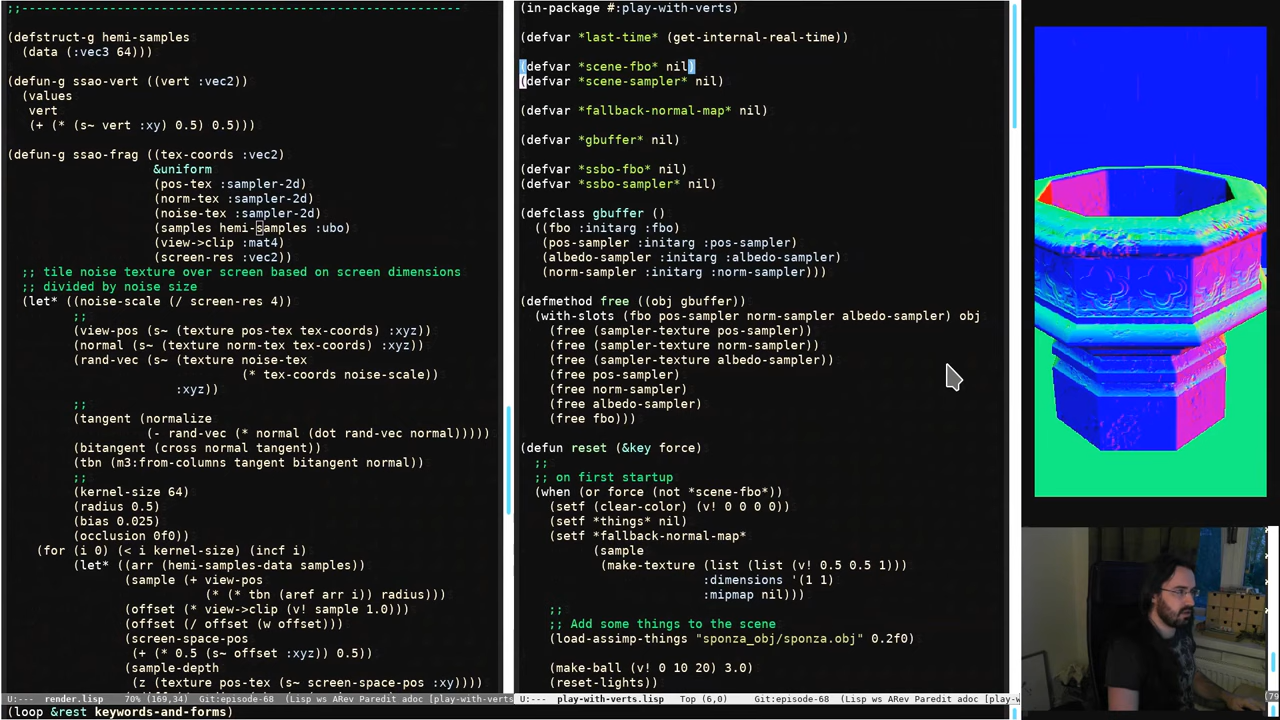 ;;------------------------------------------------------------
(defstruct-g hemi-samples
  (data (:vec3 64)))
(defun-g ssao-vert ((vert :vec2)
  (values
   vert
   (+ (* (s~ vert :xy) 0.5) 0.5)))
(defun-g ssao-frag ((tex-coords :vec2)
                    &uniform
                    (pos-tex :sampler-2d)
                    (norm-tex :sampler-2d)
                    (noise-tex :sampler-2d)
                    (samples hemi-samples :ubo)
                    (view->clip :mat4)
                    (screen-res :vec2))
  ;; tile noise texture over screen based on screen dimensions
  ;; divided by noise size
  (let* ((noise-scale (/ screen-res 4))
         ;;
         (view-pos (s~ (texture pos-tex tex-coords) :xyz))
         (normal (s~ (texture norm-tex tex-coords) :xyz))
         (rand-vec (s~ (texture noise-tex
                                (* tex-coords noise-scale))
                       :xyz))
         ;;
         (tangent (normalize
                   (- rand-vec (* normal (dot rand-vec normal)))))
         (bitangent (cross normal tangent))
         (tbn (m3:from-columns tangent bitangent normal))
         ;;
         (kernel-size 64)
         (radius 0.5)
         (bias 0.025)
         (occlusion 0f0))
    (for (i 0) (< i kernel-size) (incf i)
         (let* ((arr (hemi-samples-data samples))
                (sample (+ view-pos
                           (* (* tbn (aref arr i)) radius)))
                (offset (* view->clip (v! sample 1.0)))
                (offset (/ offset (w offset)))
                (screen-space-pos
                 (+ (* 0.5 (s~ offset :xyz)) 0.5))
                (sample-depth
                 (z (texture pos-tex (s~ screen-space-pos :xy))))
U:---  render.lisp    70% (169,34)   Git:episode-68  (Lisp ws ARev Paredit adoc [play-with-verts
(loop &rest keywords-and-forms)
(in-package #:play-with-verts)
(defvar *last-time* (get-internal-real-time))
(defvar *scene-fbo* nil)
(defvar *scene-sampler* nil)
(defvar *fallback-normal-map* nil)
(defvar *gbuffer* nil)
(defvar *ssbo-fbo* nil)
(defvar *ssbo-sampler* nil)
(defclass gbuffer ()
  ((fbo :initarg :fbo)
   (pos-sampler :initarg :pos-sampler)
   (albedo-sampler :initarg :albedo-sampler)
   (norm-sampler :initarg :norm-sampler)))
(defmethod free ((obj gbuffer))
  (with-slots (fbo pos-sampler norm-sampler albedo-sampler) obj
    (free (sampler-texture pos-sampler))
    (free (sampler-texture norm-sampler))
    (free (sampler-texture albedo-sampler))
    (free pos-sampler)
    (free norm-sampler)
    (free albedo-sampler)
    (free fbo)))
(defun reset (&key force)
  ;;
  ;; on first startup
  (when (or force (not *scene-fbo*))
    (setf (clear-color) (v! 0 0 0 0))
    (setf *things* nil)
    (setf *fallback-normal-map*
          (sample
           (make-texture (list (list (v! 0.5 0.5 1)))
                         :dimensions '(1 1)
                         :mipmap nil)))
    ;;
    ;; Add some things to the scene
    (load-assimp-things "sponza_obj/sponza.obj" 0.2f0)
    (make-ball (v! 0 10 20) 3.0)
    (reset-lights))
U:---  play-with-verts.lisp   Top (6,0)     Git:episode-68  (Lisp ws ARev Paredit adoc [play-w